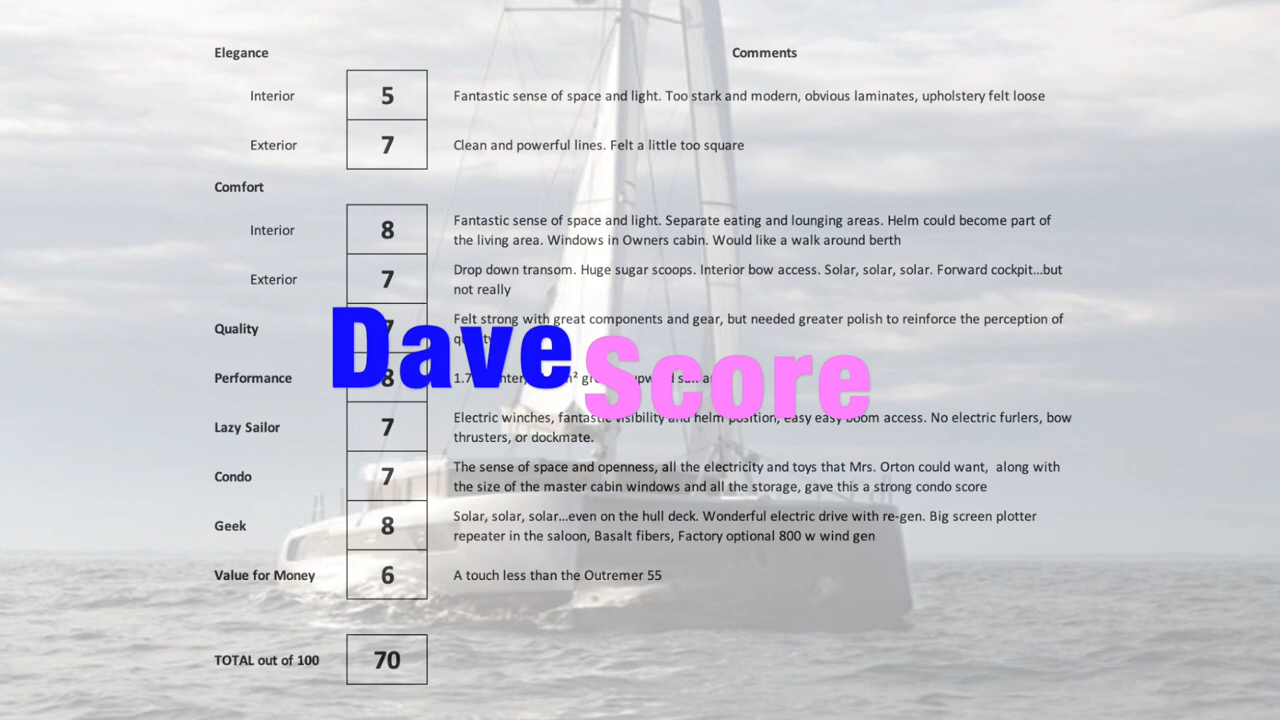 Elegance Comments
Interior 5 Fantastic sense of space and light. Too stark and modern, obvious laminates, upholstery felt loose
Exterior 7 Clean and powerful lines. Felt a little too square
Comfort
Interior 8 Fantastic sense of space and light. Separate eating and lounging areas. Helm could become part of
the living area. Windows in Owners cabin. Would like a walk around berth
Exterior 7 Drop down transom. Huge sugar scoops. Interior bow access. Solar, solar, solar. Forward cockpit...but
not really
Quality 7 Felt strong with great components and gear, but needed greater polish to reinforce the perception of
DaveScore
Performance 8 1.7
Lazy Sailor 7 Electric winches, fantastic visibility and helm position, easy easy boom access. No electric furlers, bow
thrusters, or dockmate.
Condo 7 The sense of space and openness, all the electricity and toys that Mrs. Orton could want, along with
the size of the master cabin windows and all the storage, gave this a strong condo score
Geek 8 Solar, solar, solar...even on the hull deck. Wonderful electric drive with re-gen. Big screen plotter
repeater in the saloon, Basalt fibers, Factory optional 800 w wind gen
Value for Money 6 A touch less than the Outremer 55
TOTAL out of 100 70